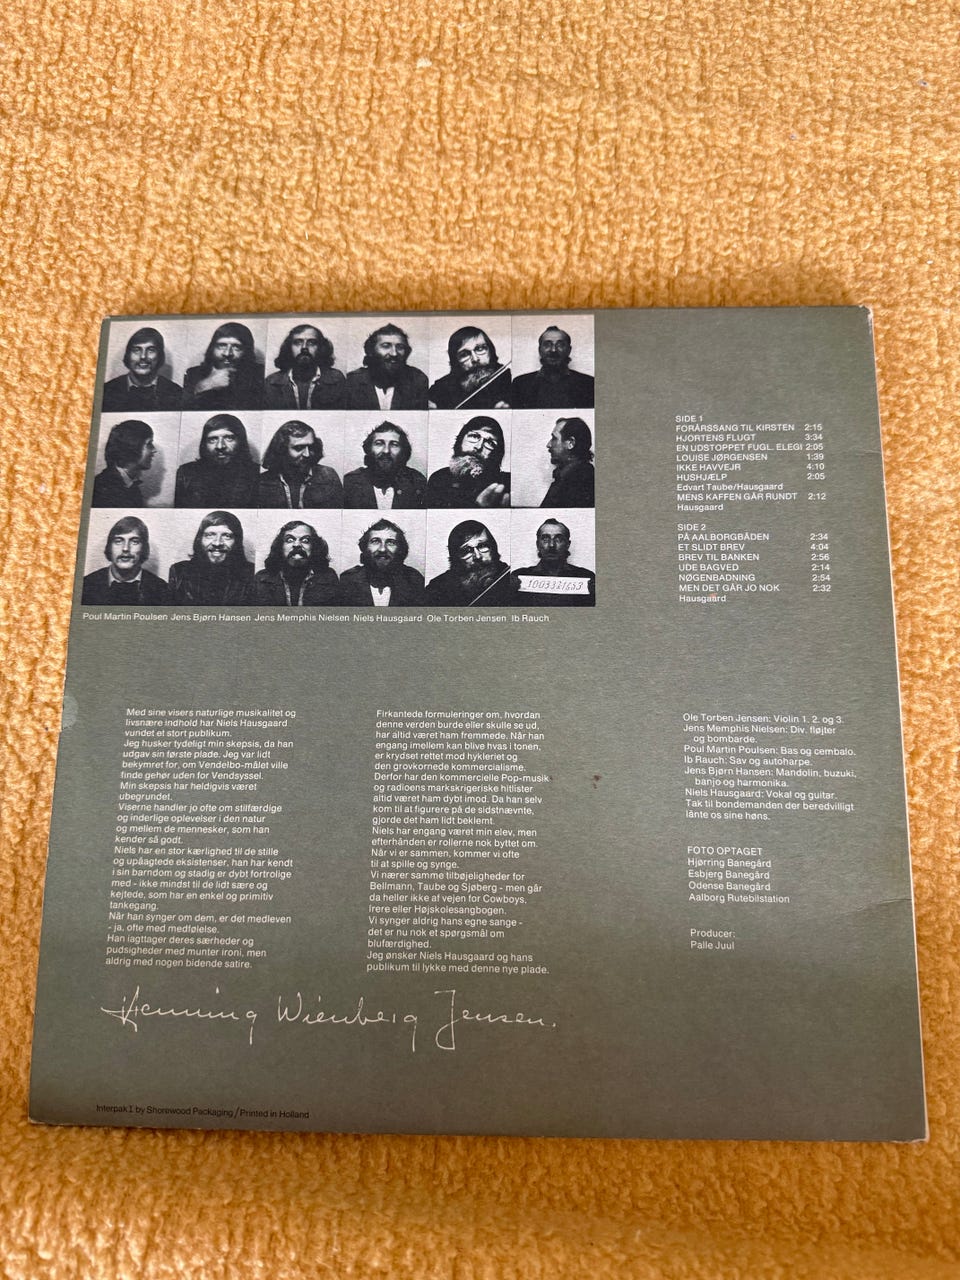 1003321653
Poul Martin Poulsen Jens Bjørn Hansen Jens Memphis Nielsen Niels Hausgaard Ole Torben Jensen Ib Rauch
SIDE 1
FORÅRSSANG TIL KIRSTEN 2:15
HJORTENS FLUGT 3:34
EN UDSTOPPET FUGL. ELEGI 2:05
LOUISE JØRGENSEN 1:39
IKKE HAVVEJR 4:10
HUSHJÆLP 2:05
Edvart Taube/Hausgaard
MENS KAFFEN GÅR RUNDT 2:12
Hausgaard
SIDE 2
PÅ AALBORGBÅDEN 2:34
ET SLIDT BREV 4:04
BREV TIL BANKEN 2:56
UDE BAGVED 2:14
NØGENBADNING 2:54
MEN DET GÅR JO NOK 2:32
Hausgaard
Med sine visers naturlige musikalitet og
livsnære indhold har Niels Hausgaard
vundet et stort publikum.
Jeg husker tydeligt min skepsis, da han
udgav sin første plade. Jeg var lidt
bekymret for, om Vendelbo-målet ville
finde gehør uden for Vendsyssel.
Min skepsis har heldigvis været
ubegrundet.
Viserne handler jo ofte om stilfærdige
og inderlige oplevelser i den natur
og mellem de mennesker, som han
kender så godt.
Niels har en stor kærlighed til de stille
og upåagtede eksistenser, han har kendt
i sin barndom og stadig er dybt fortrolige
med - ikke mindst til de lidt sære og
kejtede, som har en enkel og primitiv
tankegang.
Når han synger om dem, er det medleven
- ja, ofte med medfølelse.
Han iagttager deres særheder og
pudsigheder med munter ironi, men
aldrig med nogen bidende satire.
Firkantede formuleringer om, hvordan
denne verden burde eller skulle se ud,
har altid været ham fremmede. Når han
engang imellem kan blive hvas i tonen,
er krydset rettet mod hykleriet og
den grovkornede kommercialisme.
Derfor har den kommercielle Pop-musik
og radioens markskrigeriske hitlister
altid været ham dybt imod. Da han selv
kom til at figurere på de sidstnævnte,
gjorde det ham lidt beklemt.
Niels har engang været min elev, men
efterhånden er rollerne nok byttet om.
Når vi er sammen, kommer vi ofte
til at spille og synge.
Vi nærer samme tilbøjeligheder for
Bellmann, Taube og Sjøberg - men går
da heller ikke af vejen for Cowboys,
Irere eller Højskolesangbogen.
Vi synger aldrig hans egne sange -
det er nu nok et spørgsmål om
blufærdighed.
Jeg ønsker Niels Hausgaard og hans
publikum til lykke med denne nye plade.
Henning Wienberg Jensen.
Ole Torben Jensen: Violin 1. 2. og 3.
Jens Memphis Nielsen: Div. fløjter
og bombarde.
Poul Martin Poulsen: Bas og cembalo.
Ib Rauch: Sav og autoharpe.
Jens Bjørn Hansen: Mandolin, buzuki,
banjo og harmonika.
Niels Hausgaard: Vokal og guitar.
Tak til bondemanden der beredvilligt
lånte os sine høns.
FOTO OPTAGET
Hjørring Banegård
Esbjerg Banegård
Odense Banegård
Aalborg Rutebilstation
Producer:
Palle Juul
Interpak I by Shorewood Packaging/Printed in Holland